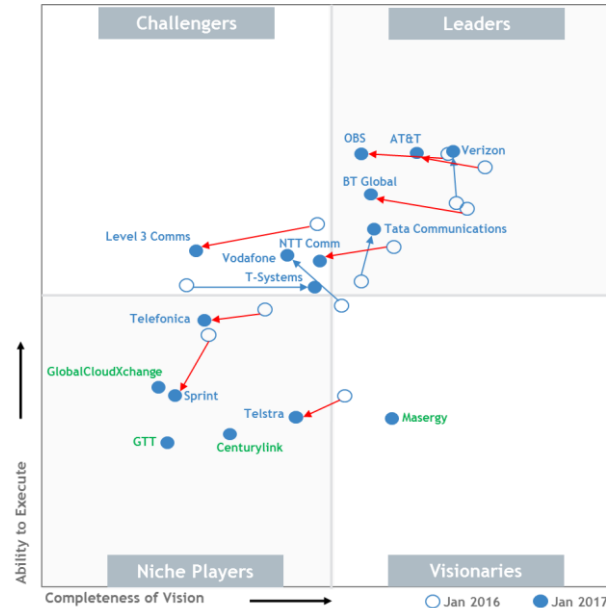 Challengers
Leaders
OBS
AT&T
Verizon
BT Global
Level 3 Comms
NTT Comm
Tata Communications
Vodafone
T-Systems
Telefonica
GlobalCloudXchange
Sprint
Telstra
Masergy
GTT
Centurylink
Ability to Execute
Niche Players
Visionaries
Completeness of Vision
Jan 2016
Jan 2017